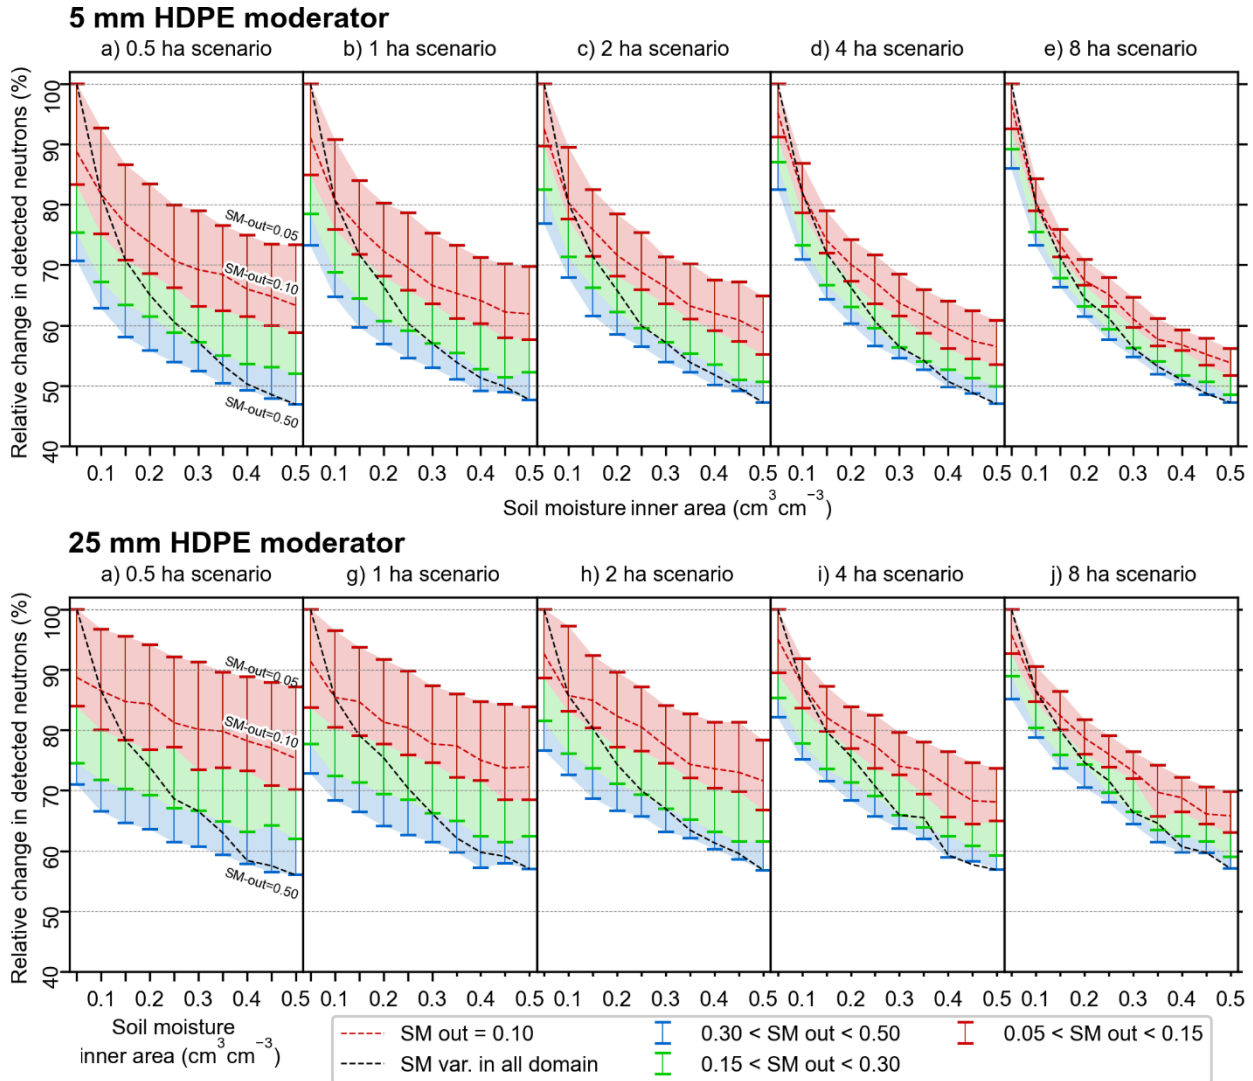 5 mm HDPE moderator
a) 0.5 ha scenario
b) 1 ha scenario
c) 2 ha scenario
d) 4 ha scenario
e) 8 ha scenario
Relative change in detected neutrons (%)
100
90
80
70
60
50
40
SM-out=0.05
SM-out=0.10
SM-out=0.50
0.1 0.2 0.3 0.4 0.5
0.1 0.2 0.3 0.4 0.5
0.1 0.2 0.3 0.4 0.5
0.1 0.2 0.3 0.4 0.5
0.1 0.2 0.3 0.4 0.5
Soil moisture inner area (cm³ cm⁻³)
25 mm HDPE moderator
a) 0.5 ha scenario
g) 1 ha scenario
h) 2 ha scenario
i) 4 ha scenario
j) 8 ha scenario
Relative change in detected neutrons (%)
100
90
80
70
60
50
40
SM-out=0.05
SM-out=0.10
SM-out=0.50
0.1 0.2 0.3 0.4 0.5
0.1 0.2 0.3 0.4 0.5
0.1 0.2 0.3 0.4 0.5
0.1 0.2 0.3 0.4 0.5
0.1 0.2 0.3 0.4 0.5
Soil moisture
inner area (cm³ cm⁻³)
SM out = 0.10
SM var. in all domain
0.30 < SM out < 0.50
0.15 < SM out < 0.30
0.05 < SM out < 0.15